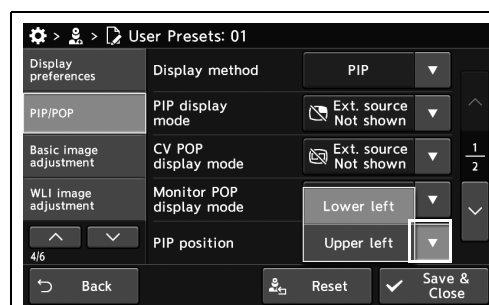 > > User Presets: 01
Display
preferences
Display method
PIP
PIP/POP
PIP display
mode
Ext. source
Not shown
Basic image
adjustment
CV POP
display mode
Ext. source
Not shown
1
2
WLI image
adjustment
Monitor POP
display mode
Lower left
4/6
PIP position
Upper left
Back
Reset
Save &
Close